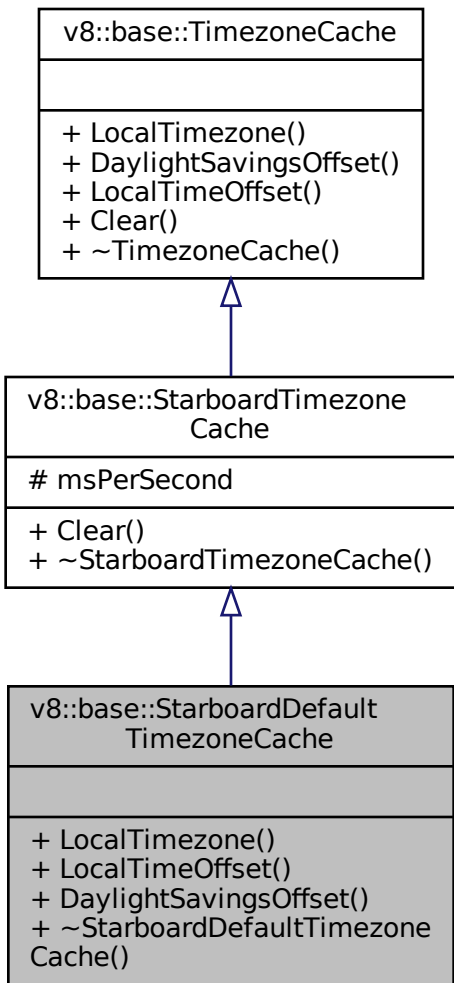 v8::base::TimezoneCache
+ LocalTimezone()
+ DaylightSavingsOffset()
+ LocalTimeOffset()
+ Clear()
+ ~TimezoneCache()
v8::base::StarboardTimezone
Cache
# msPerSecond
+ Clear()
+ ~StarboardTimezoneCache()
v8::base::StarboardDefault
TimezoneCache
+ LocalTimezone()
+ LocalTimeOffset()
+ DaylightSavingsOffset()
+ ~StarboardDefaultTimezone
Cache()